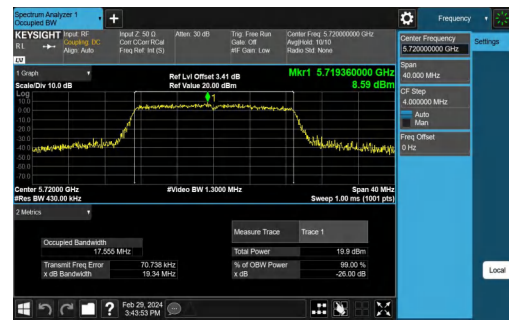 Spectrum Analyzer 1
Occupied BW
KEYSIGHT
RL
Input: RF
Coupling: DC
Align: Auto
Input Z: 50 Ω
Corr CCorr RCal
Freq Ref: Int (S)
Atten: 30 dB
Trig: Free Run
Gate: Off
#IF Gain: Low
Center Freq: 5.720000000 GHz
Avg|Hold: 10/10
Radio Std: None
LW
1 Graph
Scale/Div 10.0 dB
Ref Lvl Offset 3.41 dB
Ref Value 20.00 dBm
Mkr1 5.719360000 GHz
8.59 dBm
Log
10.0
0.00
-10.0
-20.0
-30.0
-40.0
-50.0
-60.0
-70.0
1
Center 5.72000 GHz
#Res BW 430.00 kHz
#Video BW 1.3000 MHz
Span 40 MHz
Sweep 1.00 ms (1001 pts)
2 Metrics
Measure Trace
Trace 1
Occupied Bandwidth
17.555 MHz
Total Power
19.9 dBm
Transmit Freq Error
70.738 kHz
% of OBW Power
99.00 %
x dB Bandwidth
19.34 MHz
x dB
-26.00 dB
Feb 29, 2024
3:43:53 PM
Frequency
Center Frequency
5.720000000 GHz
Settings
Span
40.000 MHz
CF Step
4.000000 MHz
Auto
Man
Freq Offset
0 Hz
Local